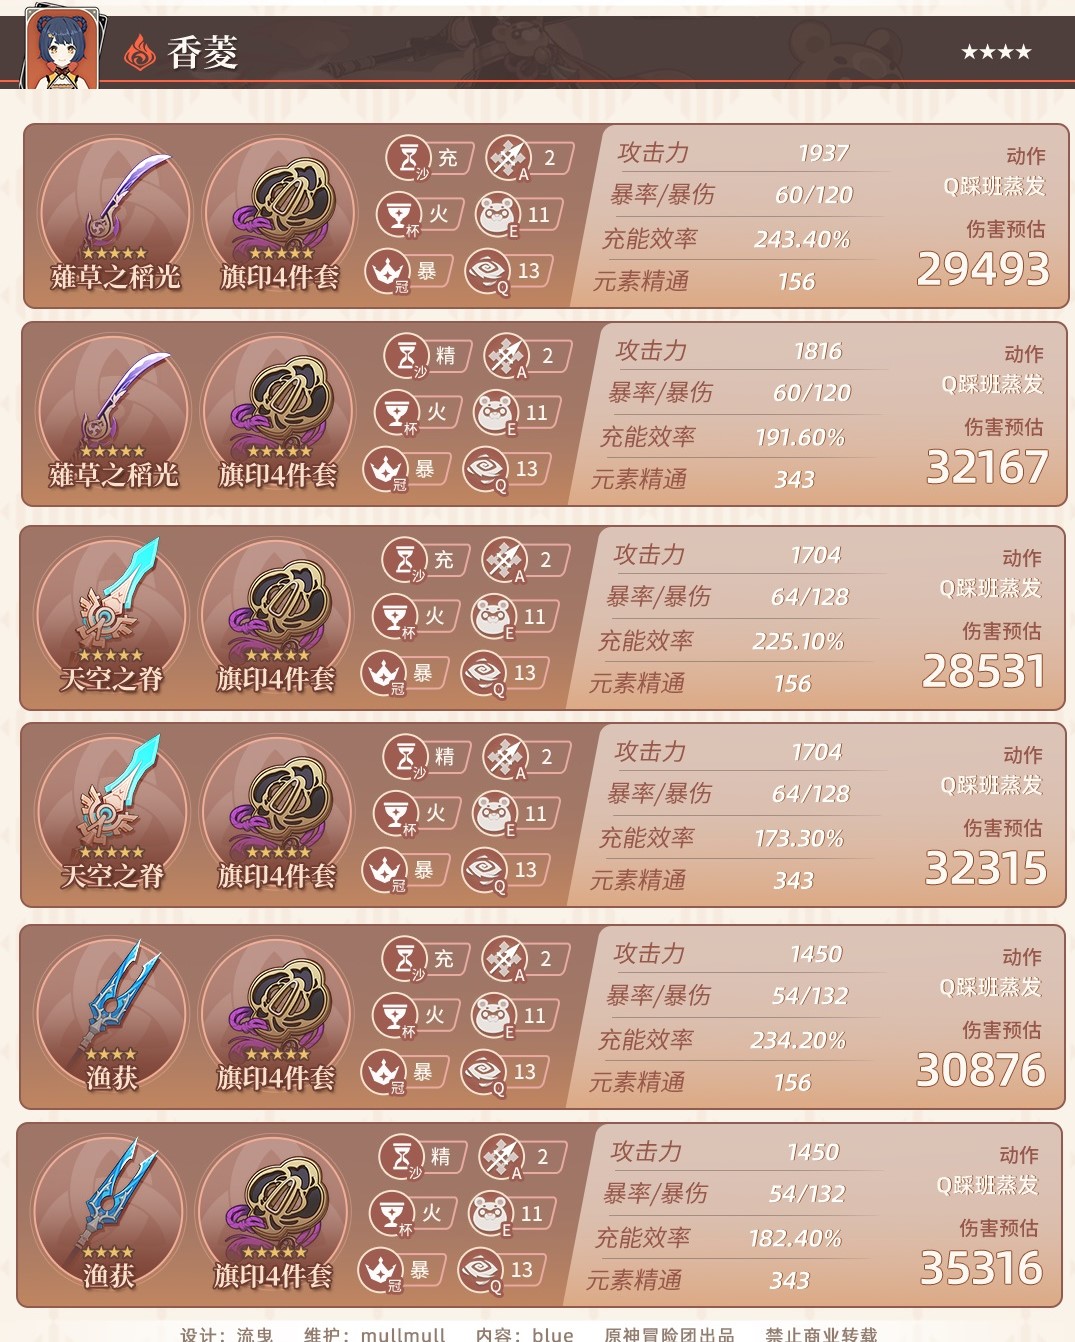 香菱
★★★★
薙草之稻光
旗印4件套
沙 充
A 2
杯 火
E 11
冠 暴
Q 13
攻击力 1937
暴率/暴伤 60/120
充能效率 243.40%
元素精通 156
动作
Q踩班蒸发
伤害预估
29493
薙草之稻光
旗印4件套
沙 精
A 2
杯 火
E 11
冠 暴
Q 13
攻击力 1816
暴率/暴伤 60/120
充能效率 191.60%
元素精通 343
动作
Q踩班蒸发
伤害预估
32167
天空之脊
旗印4件套
沙 充
A 2
杯 火
E 11
冠 暴
Q 13
攻击力 1704
暴率/暴伤 64/128
充能效率 225.10%
元素精通 156
动作
Q踩班蒸发
伤害预估
28531
天空之脊
旗印4件套
沙 精
A 2
杯 火
E 11
冠 暴
Q 13
攻击力 1704
暴率/暴伤 64/128
充能效率 173.30%
元素精通 343
动作
Q踩班蒸发
伤害预估
32315
渔获
旗印4件套
沙 充
A 2
杯 火
E 11
冠 暴
Q 13
攻击力 1450
暴率/暴伤 54/132
充能效率 234.20%
元素精通 156
动作
Q踩班蒸发
伤害预估
30876
渔获
旗印4件套
沙 精
A 2
杯 火
E 11
冠 暴
Q 13
攻击力 1450
暴率/暴伤 54/132
充能效率 182.40%
元素精通 343
动作
Q踩班蒸发
伤害预估
35316
设计：流曳 维护：mullmull 内容：blue 原神冒险团出品 禁止商业转载